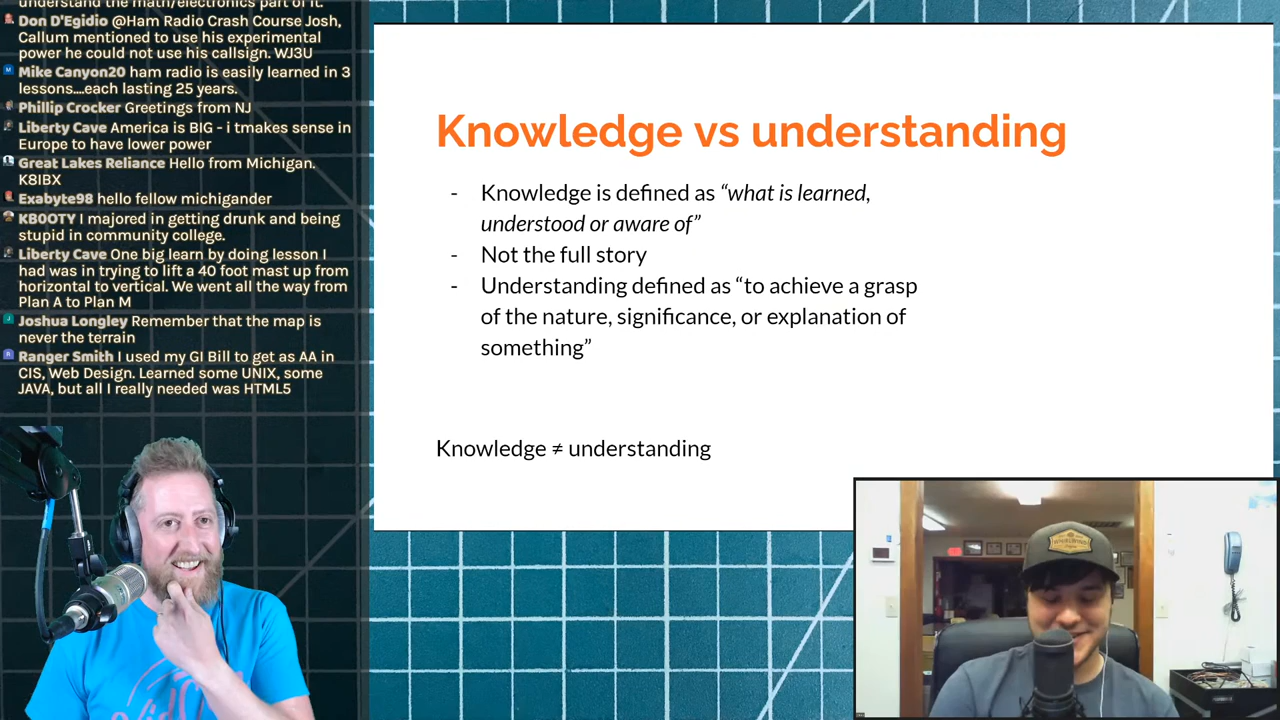 understand the math/electronics part of it.
Don D'Egidio @Ham Radio Crash Course Josh,
Callum mentioned to use his experimental
power he could not use his callsign. WJ3U
Mike Canyon20 ham radio is easily learned in 3
lessons....each lasting 25 years.
Phillip Crocker Greetings from NJ
Liberty Cave America is BIG - i tmakes sense in
Europe to have lower power
Great Lakes Reliance Hello from Michigan.
K8IBX
Exabyte98 hello fellow michigander
KB0OTY I majored in getting drunk and being
stupid in community college.
Liberty Cave One big learn by doing lesson I
had was in trying to lift a 40 foot mast up from
horizontal to vertical. We went all the way from
Plan A to Plan M
Joshua Longley Remember that the map is
never the terrain
Ranger Smith I used my GI Bill to get as AA in
CIS, Web Design. Learned some UNIX, some
JAVA, but all I really needed was HTML5
Knowledge vs understanding
- Knowledge is defined as “what is learned,
understood or aware of”
- Not the full story
- Understanding defined as “to achieve a grasp
of the nature, significance, or explanation of
something”
Knowledge ≠ understanding